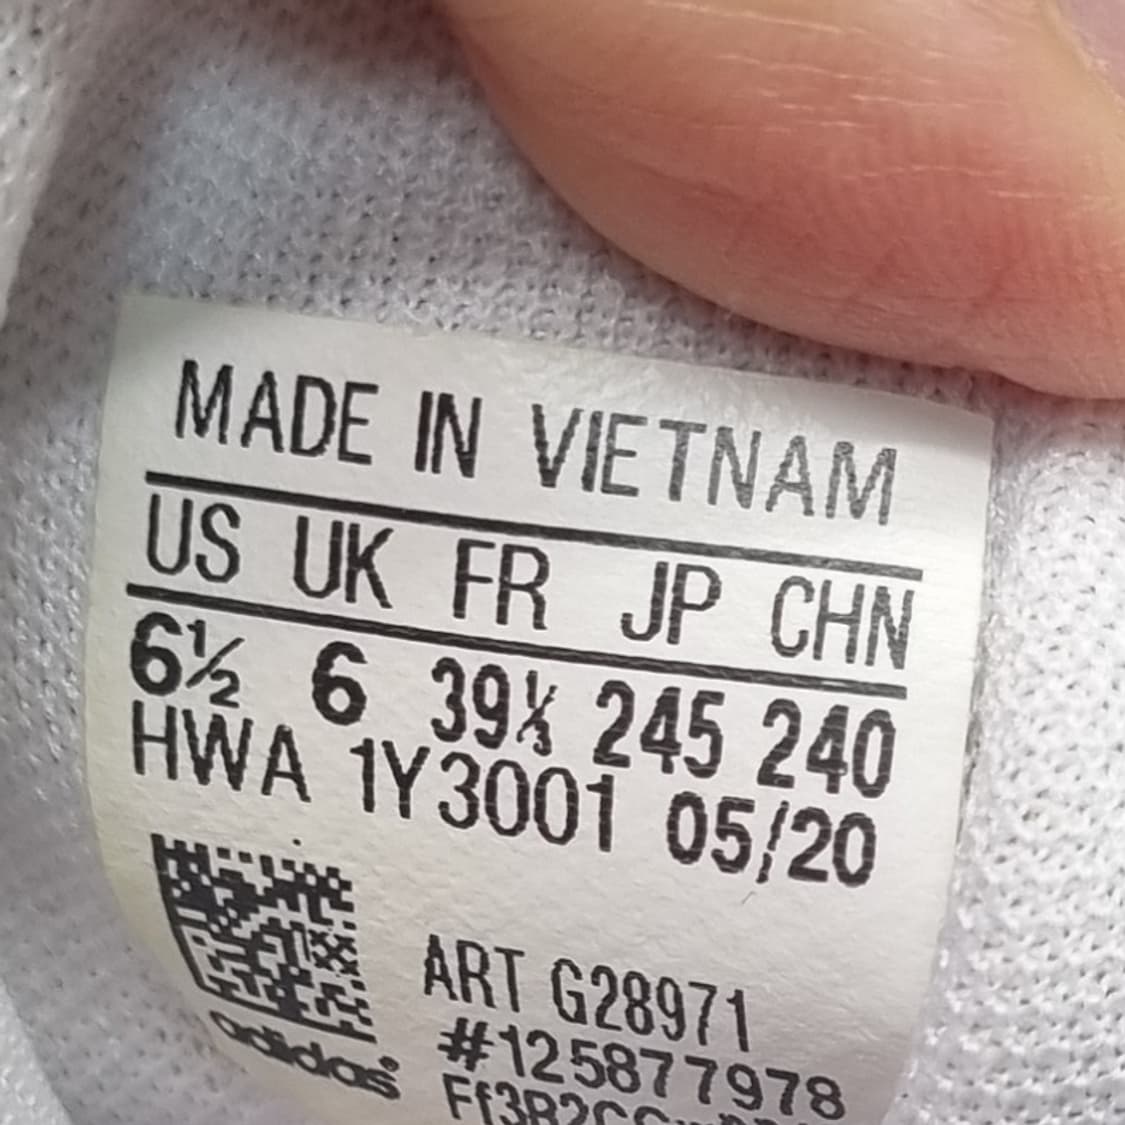 MADE IN VIETNAM
US UK FR JP CHN
6½ 6 39⅓ 245 240
HWA 1Y3001 05/20
ART G28971
#125877978
adidas